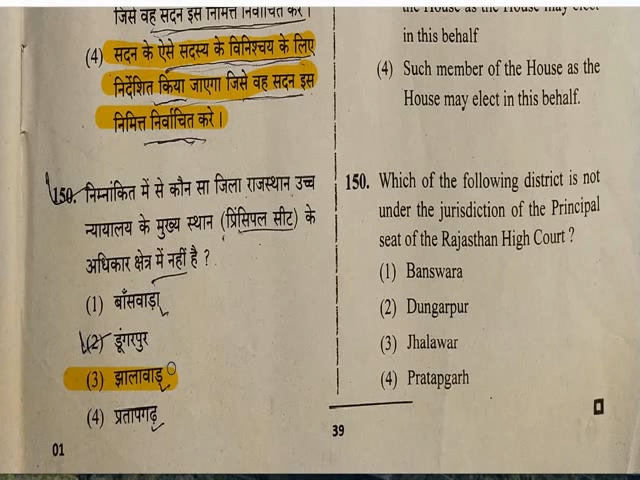 जिसे वह सदन इस निमित्त निर्वाचित करे।
(4) सदन के ऐसे सदस्य के विनिश्चय के लिए
निर्देशित किया जाएगा जिसे वह सदन इस
निमित्त निर्वाचित करे।
150. निम्नांकित में से कौन सा जिला राजस्थान उच्च
न्यायालय के मुख्य स्थान (प्रिंसिपल सीट) के
अधिकार क्षेत्र में नहीं है ?
(1) बाँसवाड़ा
(2) डूंगरपुर
(3) झालावाड़
(4) प्रतापगढ़
01
the House as the House may elect
in this behalf
(4) Such member of the House as the
House may elect in this behalf.
150. Which of the following district is not
under the jurisdiction of the Principal
seat of the Rajasthan High Court ?
(1) Banswara
(2) Dungarpur
(3) Jhalawar
(4) Pratapgarh
39